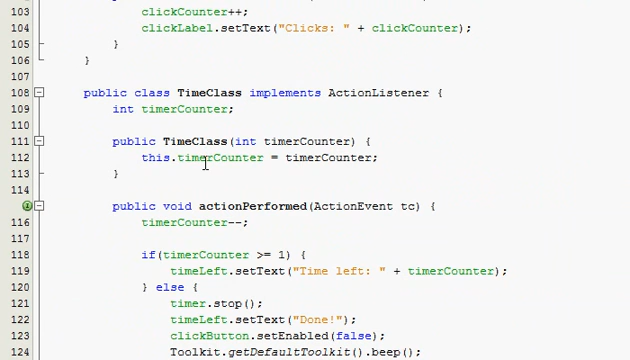 103 clickCounter++;
104 clickLabel.setText("Clicks: " + clickCounter);
105 }
106 }
107
108 public class TimeClass implements ActionListener {
109 int timerCounter;
110
111 public TimeClass(int timerCounter) {
112 this.timerCounter = timerCounter;
113 }
114
public void actionPerformed(ActionEvent tc) {
116 timerCounter--;
117
118 if(timerCounter >= 1) {
119 timeLeft.setText("Time left: " + timerCounter);
120 } else {
121 timer.stop();
122 timeLeft.setText("Done!");
123 clickButton.setEnabled(false);
124 Toolkit.getDefaultToolkit().beep();